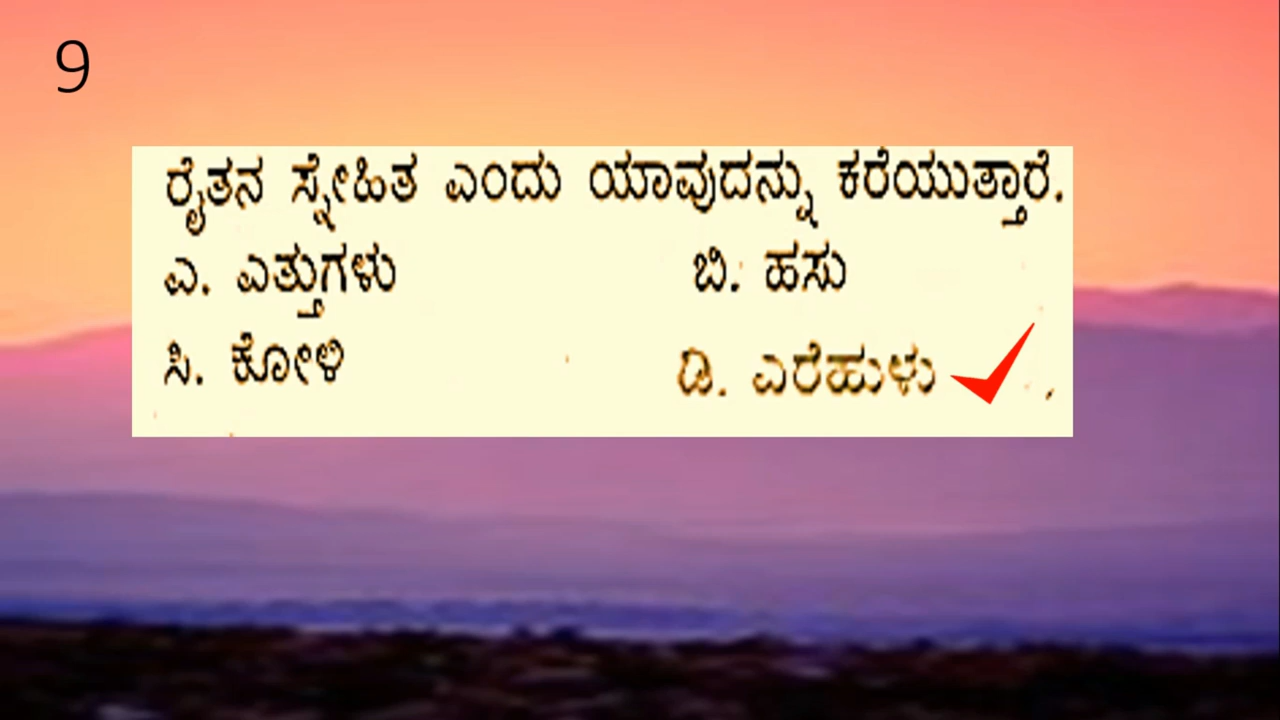 9
ರೈತನ ಸ್ನೇಹಿತ ಎಂದು ಯಾವುದನ್ನು ಕರೆಯುತ್ತಾರೆ.
ಎ. ಎತ್ತುಗಳು ಬಿ. ಹಸು
ಸಿ. ಕೋಳಿ ಡಿ. ಎರೆಹುಳು